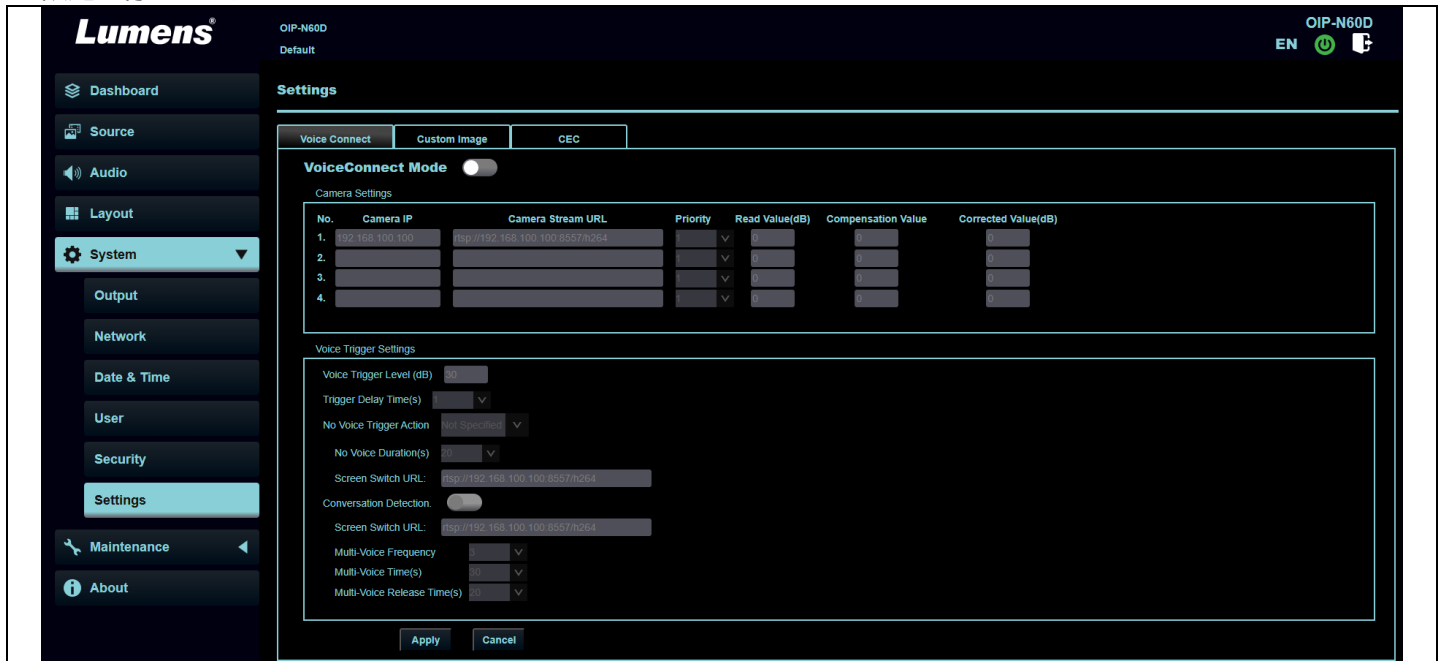 Lumens®
OIP-N60D
Default
OIP-N60D
EN
Dashboard
Source
Audio
Layout
System
Output
Network
Date & Time
User
Security
Settings
Maintenance
About
Settings
Voice Connect Custom Image CEC
VoiceConnect Mode
Camera Settings
No. Camera IP Camera Stream URL Priority Read Value(dB) Compensation Value Corrected Value(dB)
1. 192.168.100.100 rtsp://192.168.100.100:8557/h264 1 0 0 0
2. 1 0 0 0
3. 1 0 0 0
4. 1 0 0 0
Voice Trigger Settings
Voice Trigger Level (dB) 30
Trigger Delay Time(s) 1
No Voice Trigger Action Not Specified
No Voice Duration(s) 20
Screen Switch URL: rtsp://192.168.100.100:8557/h264
Conversation Detection.
Screen Switch URL: rtsp://192.168.100.100:8557/h264
Multi-Voice Frequency
Multi-Voice Time(s) 30
Multi-Voice Release Time(s) 20
Apply Cancel